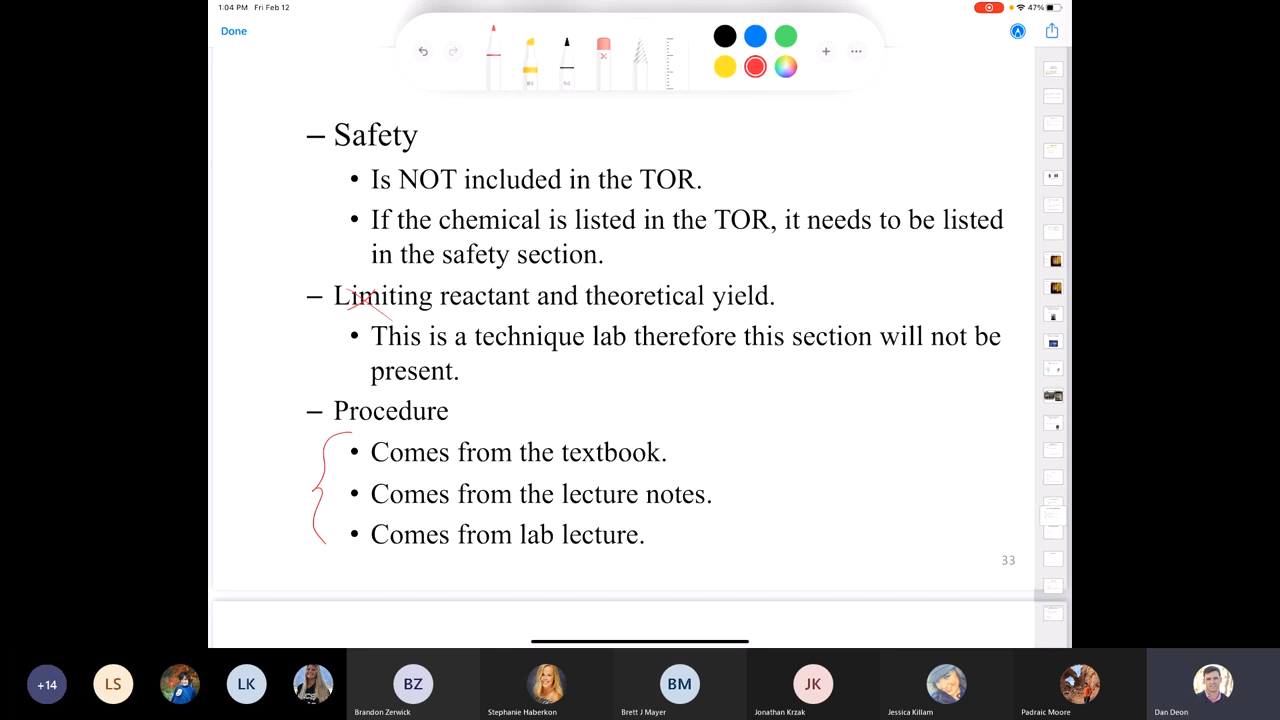 1:04 PM Fri Feb 12
47%
Done
– Safety
• Is NOT included in the TOR.
• If the chemical is listed in the TOR, it needs to be listed
in the safety section.
– Limiting reactant and theoretical yield.
• This is a technique lab therefore this section will not be
present.
– Procedure
• Comes from the textbook.
• Comes from the lecture notes.
• Comes from lab lecture.
33
+14
LS
LK
BZ
BM
JK
Brandon Zerwick
Stephanie Haberkon
Brett J Mayer
Jonathan Krzak
Jessica Killam
Padraic Moore
Dan Deon